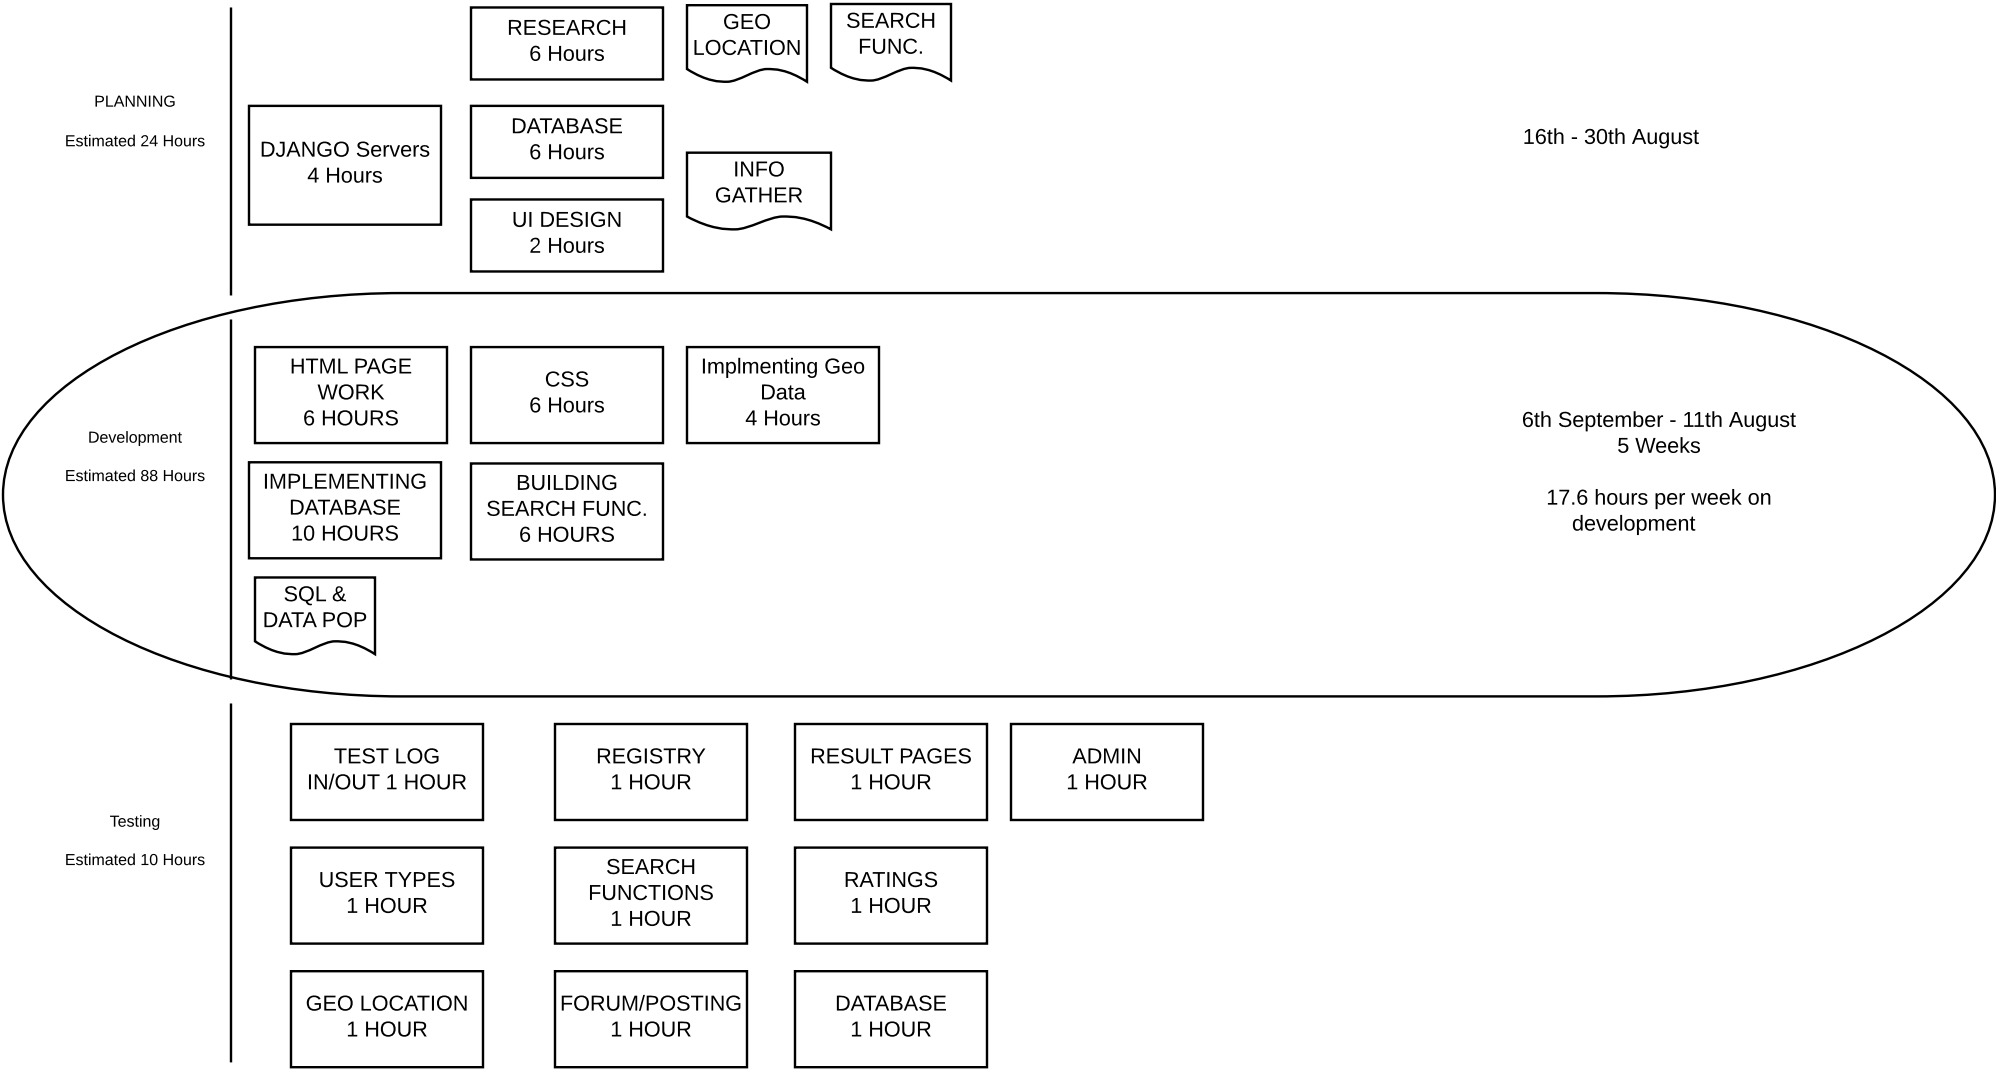 PLANNING
Estimated 24 Hours
DJANGO Servers
4 Hours
RESEARCH
6 Hours
GEO
LOCATION
SEARCH
FUNC.
DATABASE
6 Hours
INFO
GATHER
UI DESIGN
2 Hours
16th - 30th August
Development
Estimated 88 Hours
HTML PAGE
WORK
6 HOURS
CSS
6 Hours
Implmenting Geo
Data
4 Hours
IMPLEMENTING
DATABASE
10 HOURS
BUILDING
SEARCH FUNC.
6 HOURS
SQL &
DATA POP
6th September - 11th August
5 Weeks
17.6 hours per week on
development
Testing
Estimated 10 Hours
TEST LOG
IN/OUT 1 HOUR
REGISTRY
1 HOUR
RESULT PAGES
1 HOUR
ADMIN
1 HOUR
USER TYPES
1 HOUR
SEARCH
FUNCTIONS
1 HOUR
RATINGS
1 HOUR
GEO LOCATION
1 HOUR
FORUM/POSTING
1 HOUR
DATABASE
1 HOUR